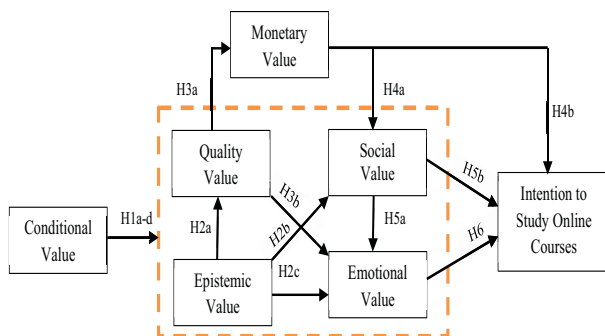 Monetary
Value
H3a
H4a
H4b
Quality
Value
Social
Value
H3b
H5b
Intention to
Study Online
Courses
Conditional
Value
H1a-d
H2a
H2b
H5a
H6
Epistemic
Value
H2c
Emotional
Value